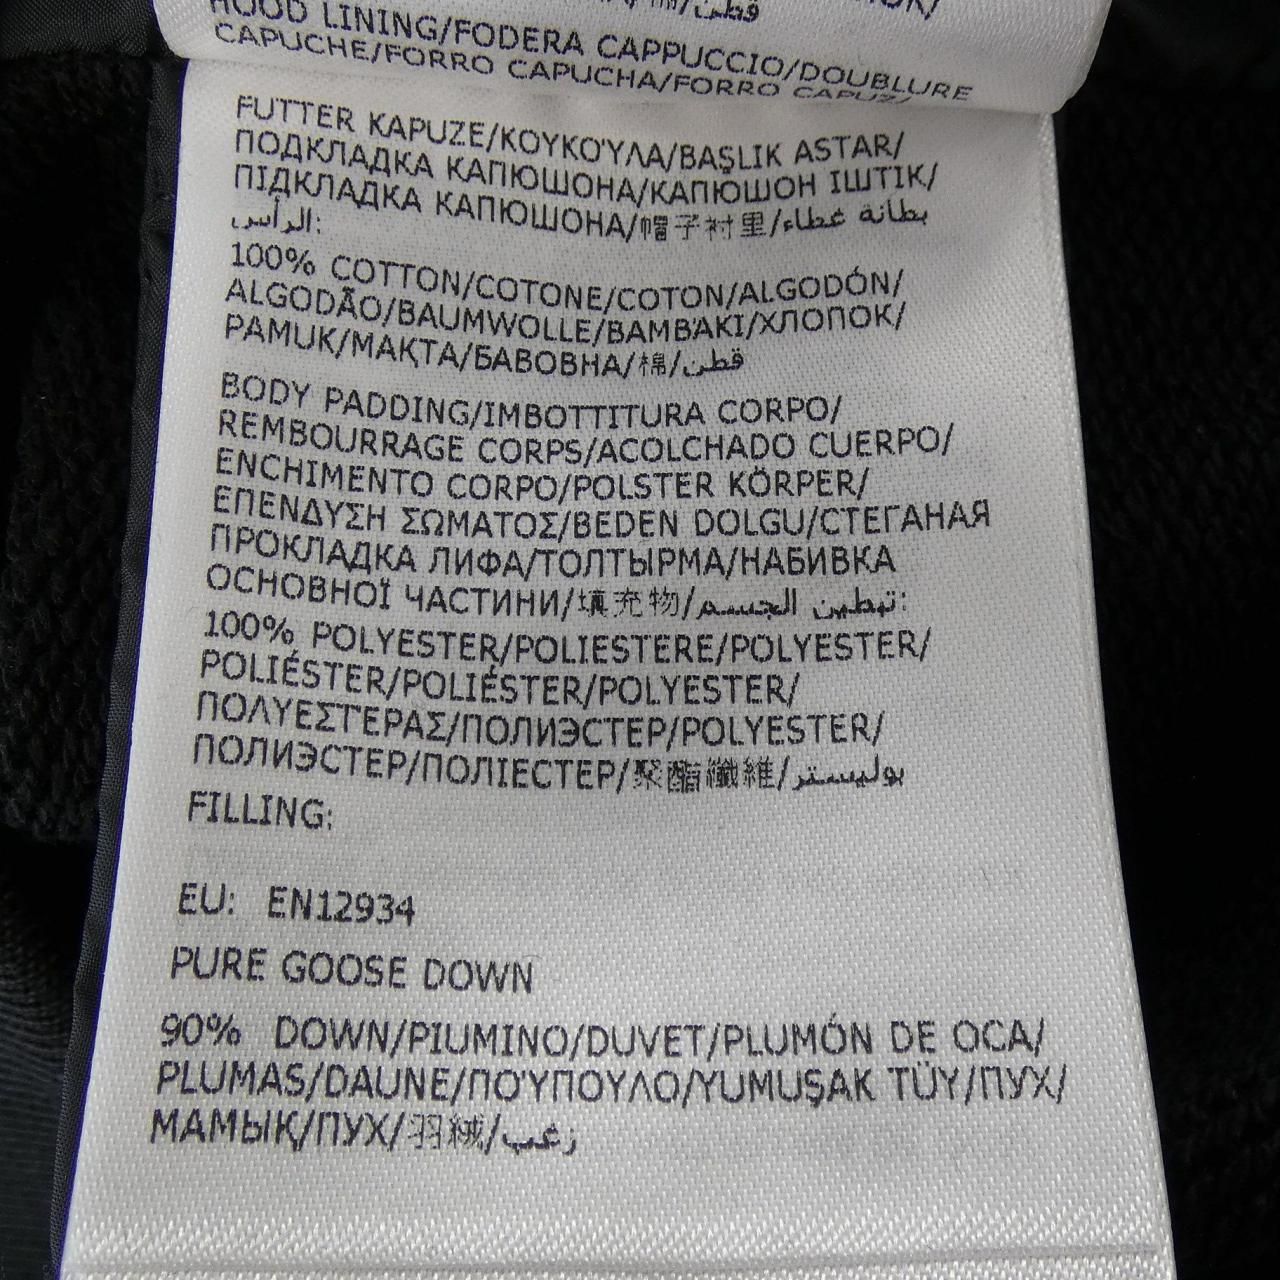 قطن/
HOOD LINING/FODERA CAPPUCCIO/DOUBLURE
CAPUCHE/FORRO CAPUCHA/FORRO CAPUZ/
FUTTER KAPUZE/ΚΟΥΚΟΎΛΑ/BAŞLIK ASTAR/
ПОДКЛАДКА КАПЮШОНА/КАПЮШОН ІШТІК/
ПІДКЛАДКА КАПЮШОНА/帽子衬里/بطانة غطاء
الرأس:
100% COTTON/COTONE/COTON/ALGODÓN/
ALGODÃO/BAUMWOLLE/ΒΑΜΒΆΚΙ/ХЛОПОК/
PAMUK/МАҚТА/БАВОВНА/棉/قطن
BODY PADDING/IMBOTTITURA CORPO/
REMBOURRAGE CORPS/ACOLCHADO CUERPO/
ENCHIMENTO CORPO/POLSTER KÖRPER/
ΕΠΕΝΔΥΣΗ ΣΩΜΑΤΟΣ/BEDEN DOLGU/СТЕГАНАЯ
ПРОКЛАДКА ЛИФА/ТОЛТЫРМА/НАБИВКА
ОСНОВНОЇ ЧАСТИНИ/填充物/تبطين الجسم:
100% POLYESTER/POLIESTERE/POLYESTER/
POLIÉSTER/POLIÉSTER/POLYESTER/
ΠΟΛΥΕΣΤΕΡΑΣ/ПОЛИЭСТЕР/POLYESTER/
ПОЛИЭСТЕР/ПОЛІЕСТЕР/聚酯纖維/بوليستر
FILLING:
EU: EN12934
PURE GOOSE DOWN
90% DOWN/PIUMINO/DUVET/PLUMÓN DE OCA/
PLUMAS/DAUNE/ΠΟΎΠΟΥΛΟ/YUMUŞAK TÜY/ПУХ/
МАМЫҚ/ПУХ/羽絨/زغب